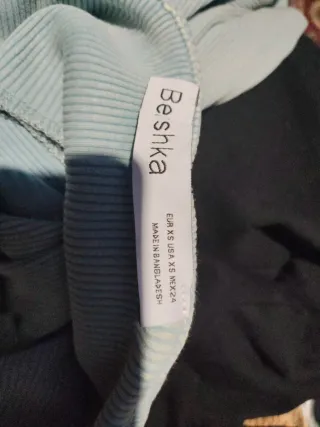 Beshka
EUR XS USA XS MEX 24
MADE IN BANGLADESH